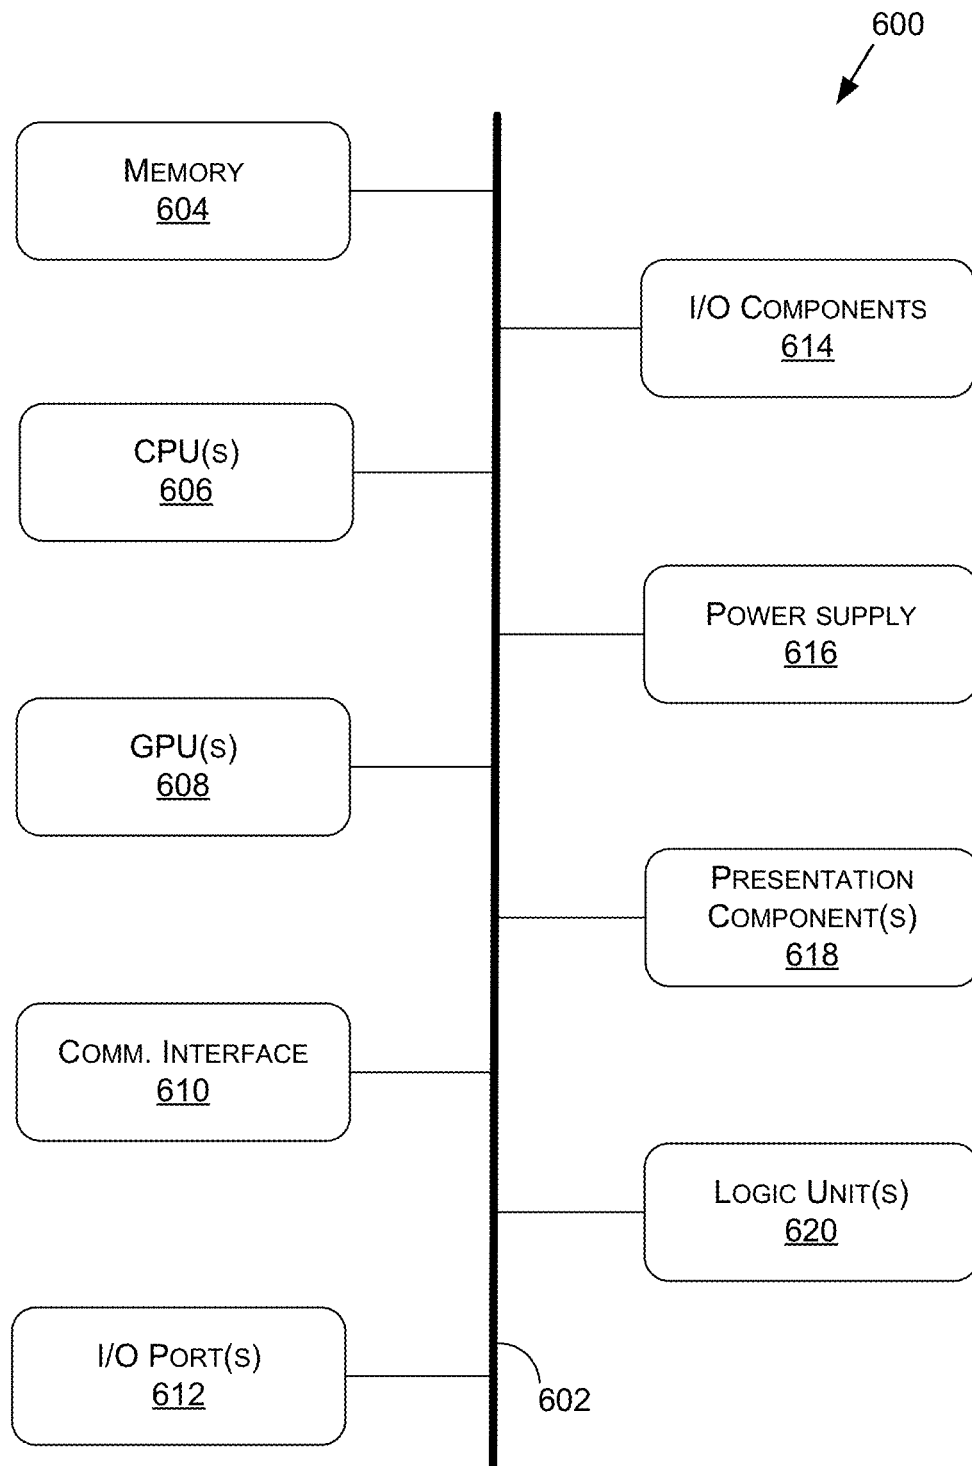 600
MEMORY
604
I/O COMPONENTS
614
CPU(S)
606
POWER SUPPLY
616
GPU(S)
608
PRESENTATION
COMPONENT(S)
618
COMM. INTERFACE
610
LOGIC UNIT(S)
620
I/O PORT(S)
612
602